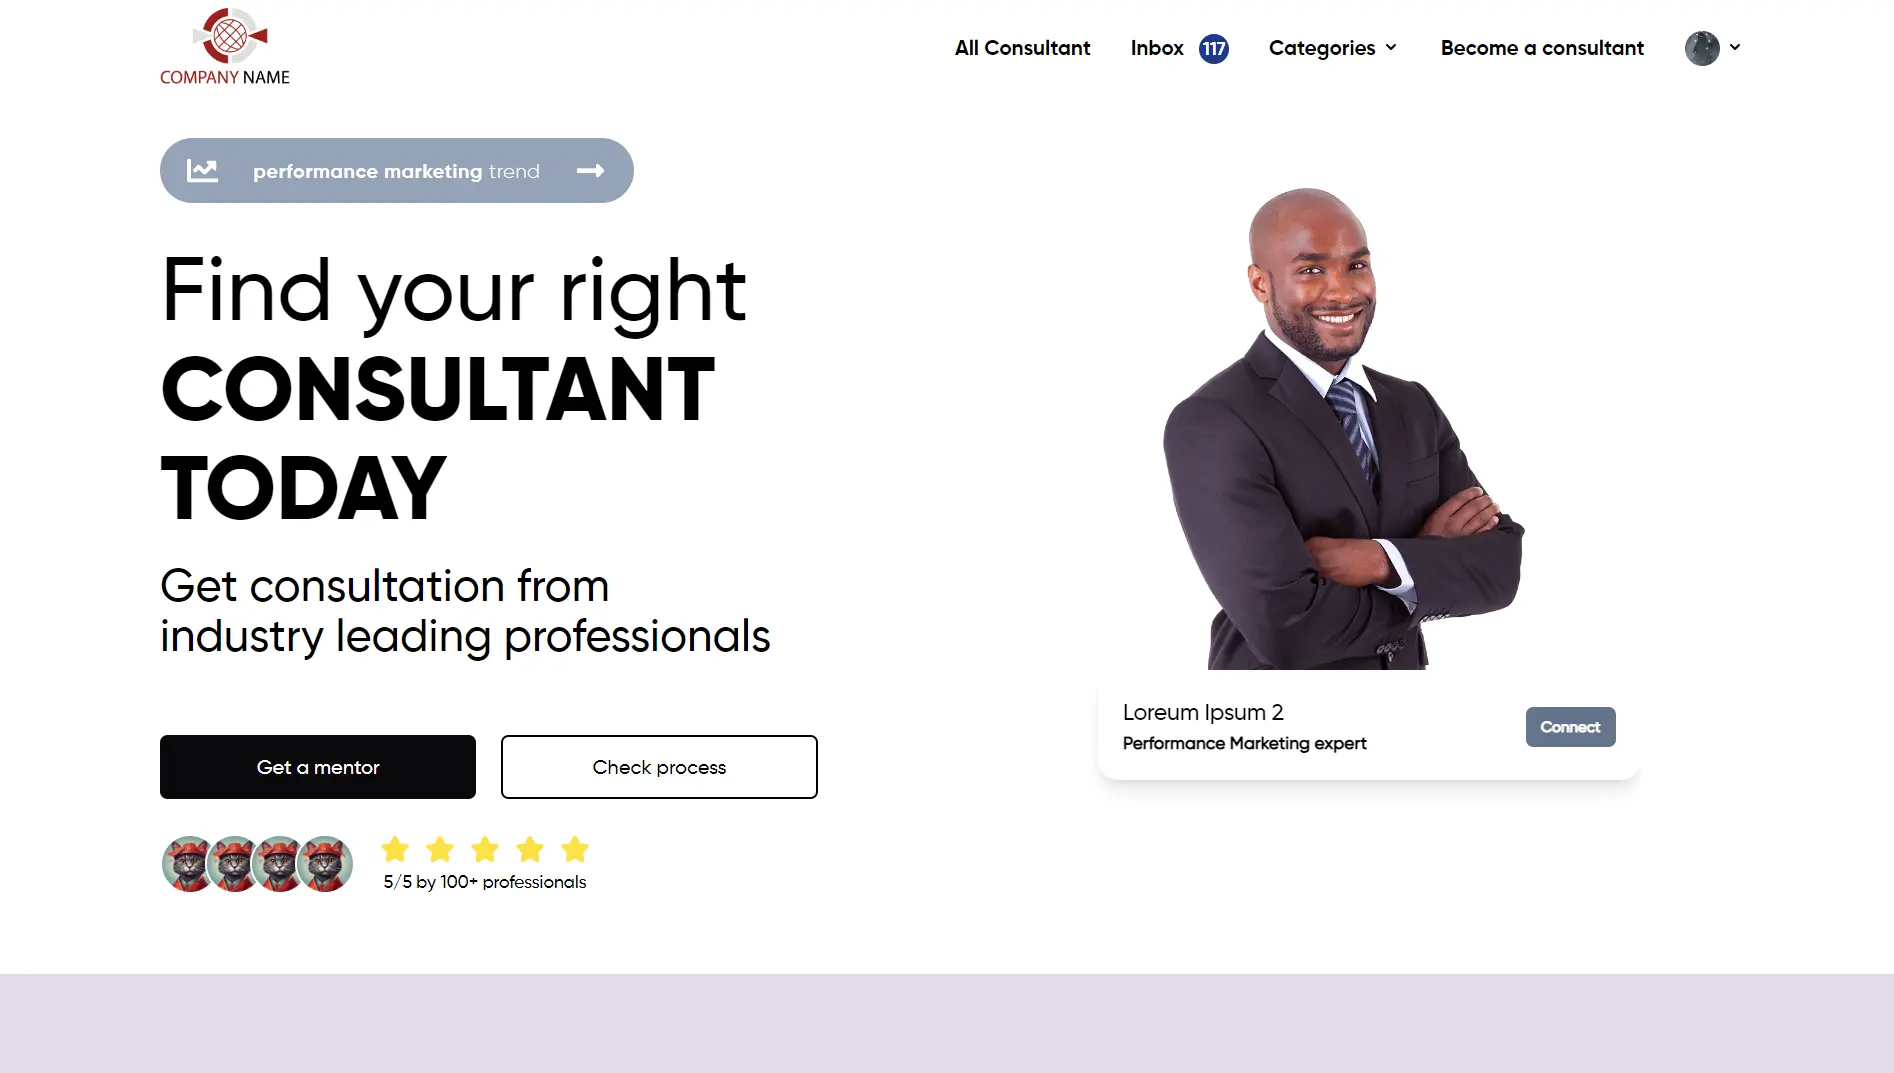 COMPANY NAME
All Consultant
Inbox 117
Categories
Become a consultant
performance marketing trend
Find your right
CONSULTANT
TODAY
Get consultation from
industry leading professionals
Get a mentor
Check process
5/5 by 100+ professionals
Loreum Ipsum 2
Performance Marketing expert
Connect